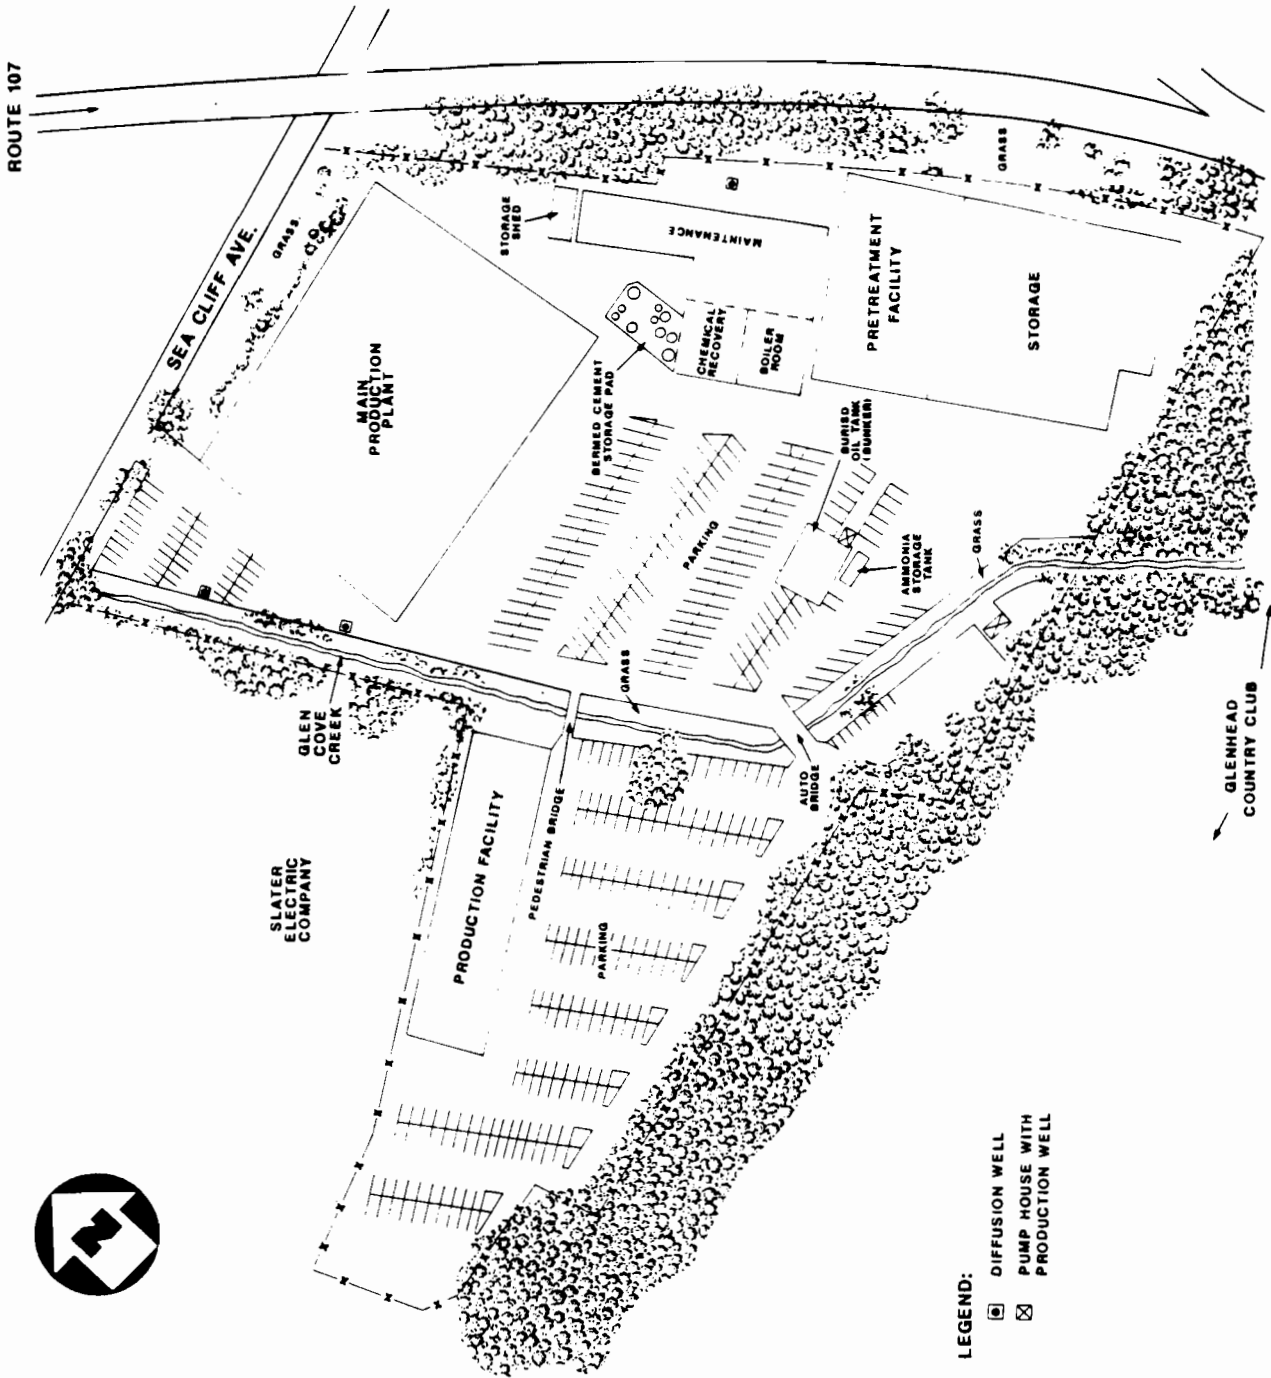 ROUTE 107
SEA CLIFF AVE.
GRASS
MAIN
PRODUCTION
PLANT
STORAGE
SHED
MAINTENANCE
BERMED CEMENT
STORAGE PAD
CHEMICAL
RECOVERY
BOILER
ROOM
PRETREATMENT
FACILITY
STORAGE
GRASS
PARKING
BURISD
OIL TANK
(BUNKER)
AMMONIA
STORAGE
TANK
GRASS
GLEN
COVE
CREEK
GRASS
AUTO
BRIDGE
PEDESTRIAN BRIDGE
PRODUCTION FACILITY
PARKING
SLATER
ELECTRIC
COMPANY
GLENHEAD
COUNTRY CLUB
N
LEGEND:
DIFFUSION WELL
PUMP HOUSE WITH
PRODUCTION WELL